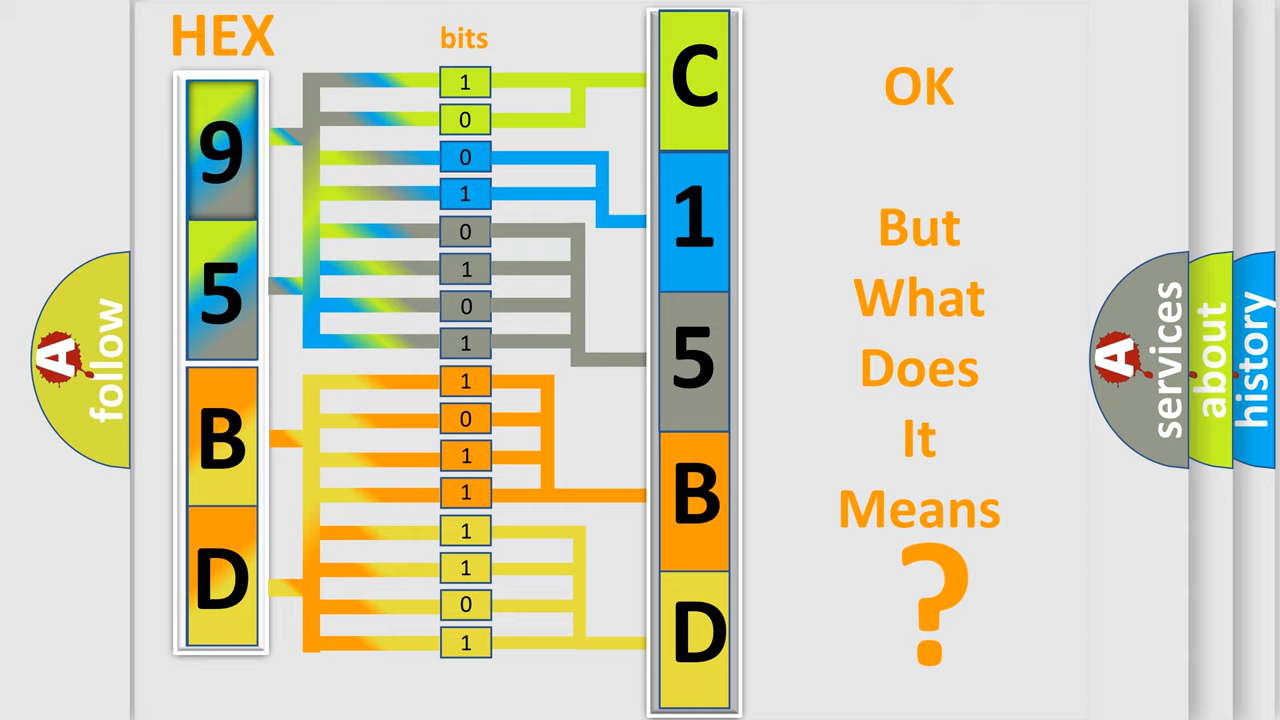 HEX
bits
9
5
B
D
1
0
0
1
0
1
0
1
1
0
1
1
1
1
0
1
C
1
5
B
D
OK
But
What
Does
It
Means
?
A
follow
A
services
about
history